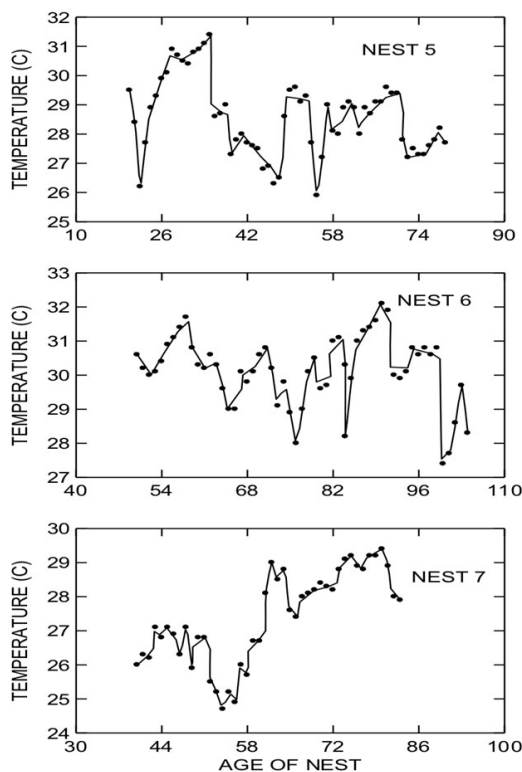 32
31
30
29
28
27
26
25
TEMPERATURE (C)
NEST 5
10 26 42 58 74 90
33
32
31
30
29
28
27
TEMPERATURE (C)
NEST 6
40 54 68 82 96 110
30
29
28
27
26
25
24
TEMPERATURE (C)
NEST 7
30 44 58 72 86 100
AGE OF NEST